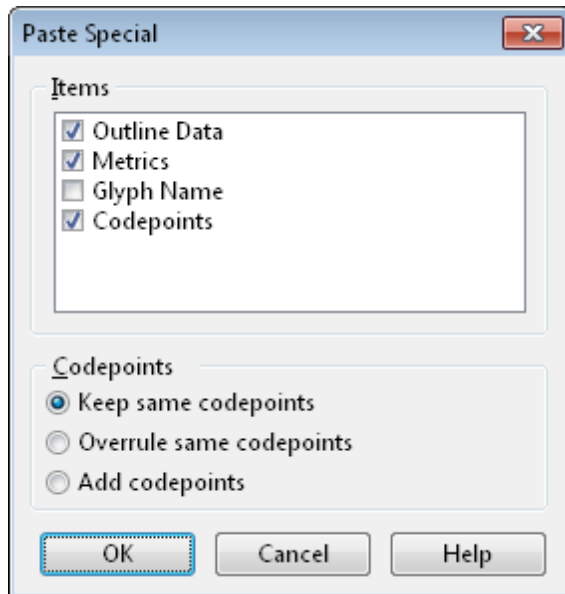 Paste Special
Items
Outline Data
Metrics
Glyph Name
Codepoints
Codepoints
Keep same codepoints
Overrule same codepoints
Add codepoints
OK Cancel Help